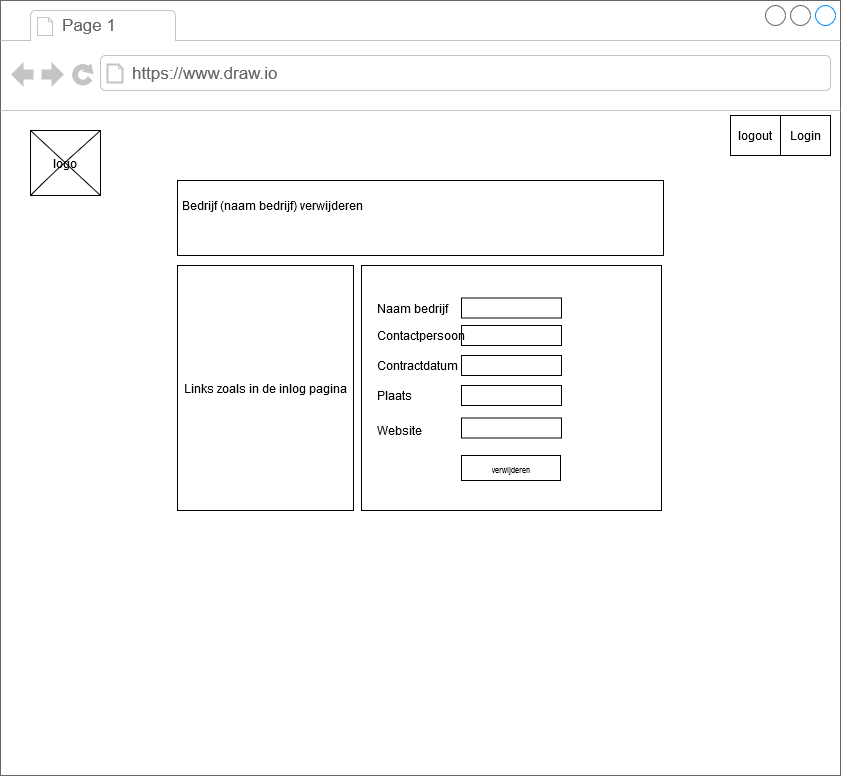 Page 1
https://www.draw.io
logout
Login
logo
Bedrijf (naam bedrijf) verwijderen
Links zoals in de inlog pagina
Naam bedrijf
Contactpersoon
Contractdatum
Plaats
Website
verwijderen